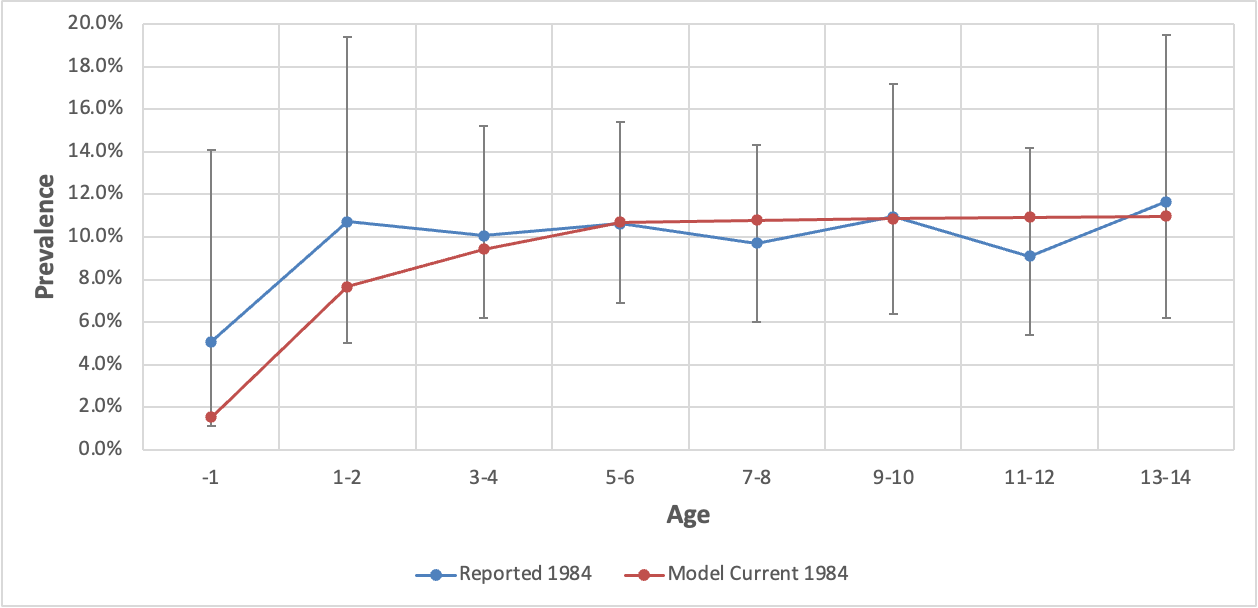 20.0%
18.0%
16.0%
14.0%
12.0%
10.0%
8.0%
6.0%
4.0%
2.0%
0.0%
Prevalence
-1 1-2 3-4 5-6 7-8 9-10 11-12 13-14
Age
Reported 1984 Model Current 1984